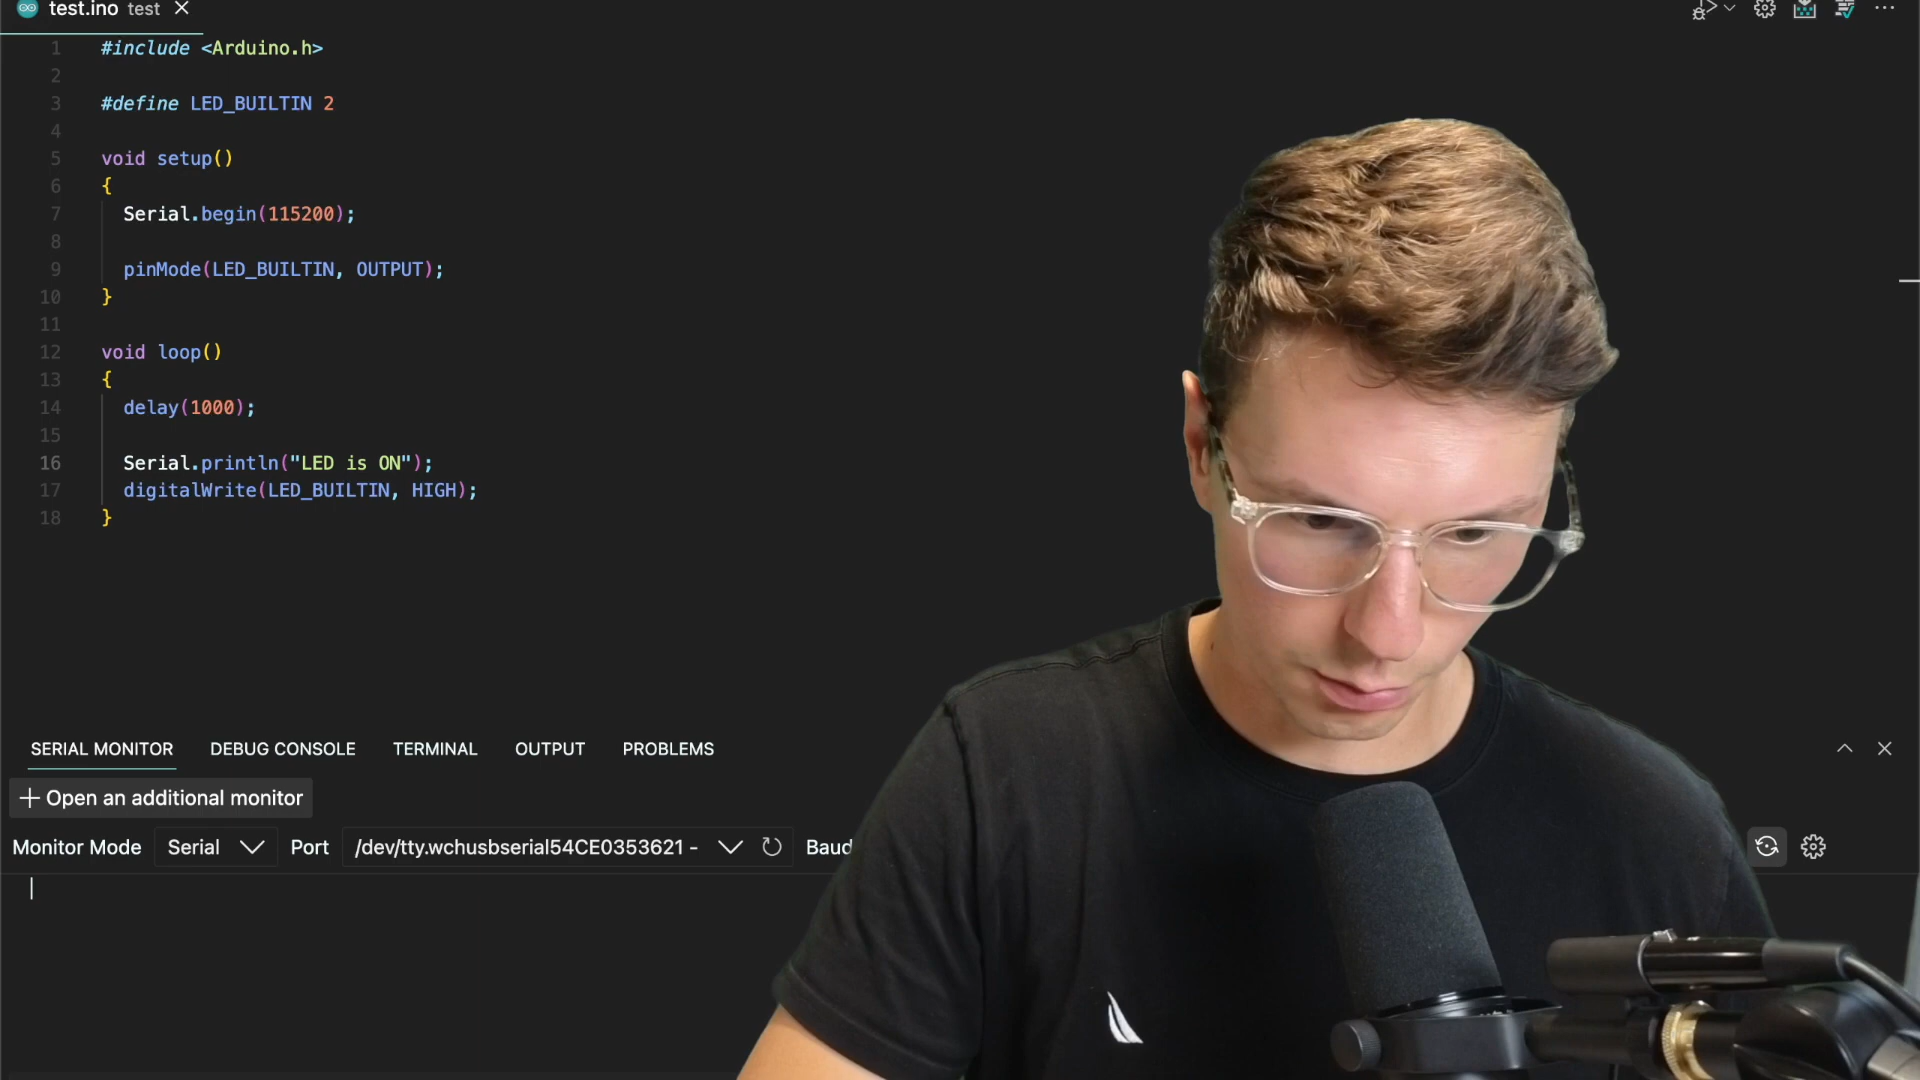 test.ino test
1 #include <Arduino.h>
2
3 #define LED_BUILTIN 2
4
5 void setup()
6 {
7 Serial.begin(115200);
8
9 pinMode(LED_BUILTIN, OUTPUT);
10 }
11
12 void loop()
13 {
14 delay(1000);
15
16 Serial.println("LED is ON");
17 digitalWrite(LED_BUILTIN, HIGH);
18 }
SERIAL MONITOR DEBUG CONSOLE TERMINAL OUTPUT PROBLEMS
Open an additional monitor
Monitor Mode Serial Port /dev/tty.wchusbserial54CE0353621 - Baud